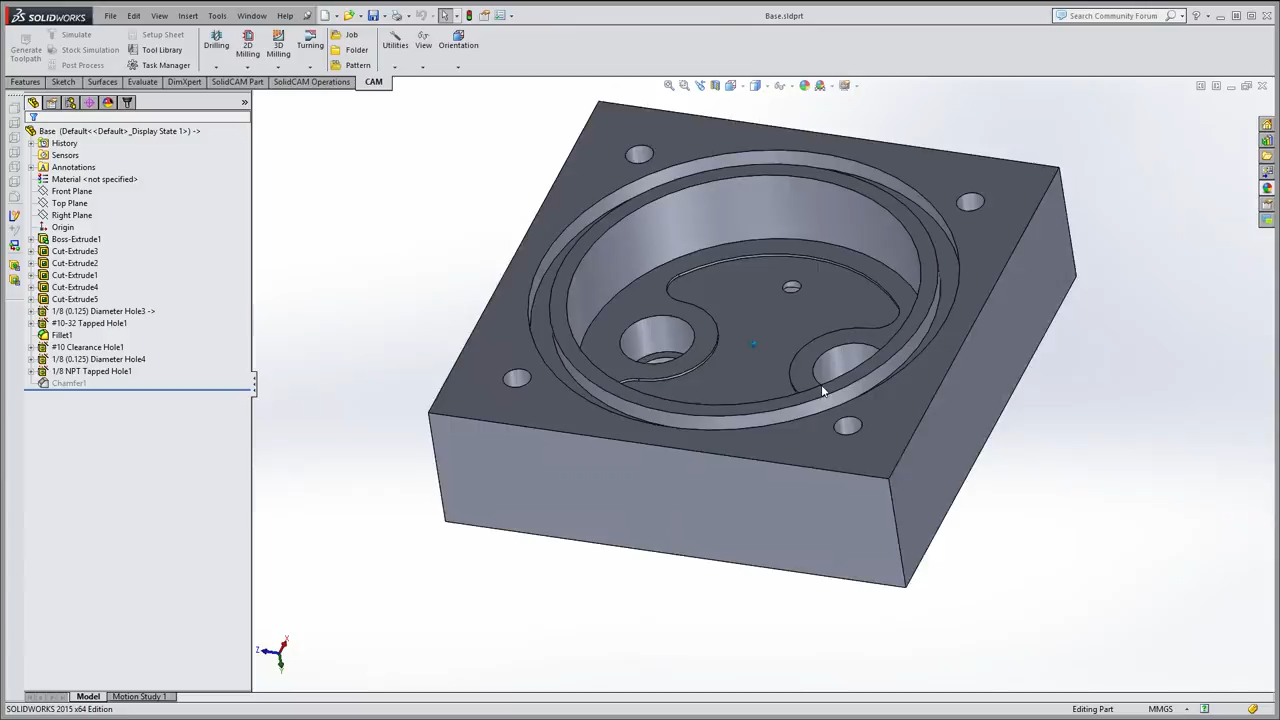 SOLIDWORKS File Edit View Insert Tools Window Help Base.sldprt Search Community Forum
Generate Toolpath
Simulate
Stock Simulation
Post Process
Setup Sheet
Tool Library
Task Manager
Drilling
2D Milling
3D Milling
Turning
Job
Folder
Pattern
Utilities
View
Orientation
Features Sketch Surfaces Evaluate DimXpert SolidCAM Part SolidCAM Operations CAM
Base (Default<<Default>_Display State 1>) ->
History
Sensors
Annotations
Material <not specified>
Front Plane
Top Plane
Right Plane
Origin
Boss-Extrude1
Cut-Extrude3
Cut-Extrude2
Cut-Extrude1
Cut-Extrude4
Cut-Extrude5
1/8 (0.125) Diameter Hole3 ->
#10-32 Tapped Hole1
Fillet1
#10 Clearance Hole1
1/8 (0.125) Diameter Hole4
1/8 NPT Tapped Hole1
Chamfer1
X
Z
Y
Model Motion Study 1
SOLIDWORKS 2015 x64 Edition Editing Part MMGS